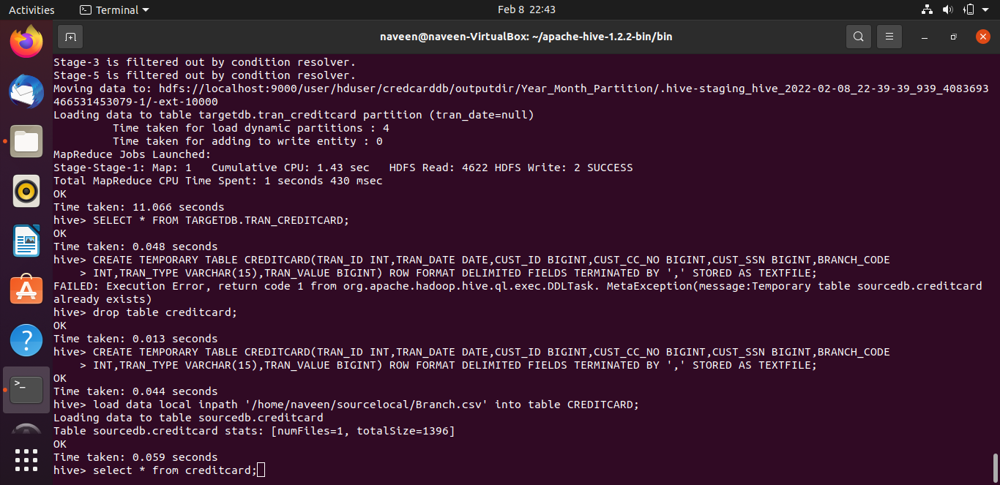 Activities
Terminal
Feb 8 22:43
naveen@naveen-VirtualBox: ~/apache-hive-1.2.2-bin/bin
Stage-3 is filtered out by condition resolver.
Stage-5 is filtered out by condition resolver.
Moving data to: hdfs://localhost:9000/user/hduser/credcarddb/outputdir/Year_Month_Partition/.hive-staging_hive_2022-02-08_22-39-39_939_4083693
466531453079-1/-ext-10000
Loading data to table targetdb.tran_creditcard partition (tran_date=null)
Time taken for load dynamic partitions : 4
Time taken for adding to write entity : 0
MapReduce Jobs Launched:
Stage-Stage-1: Map: 1   Cumulative CPU: 1.43 sec   HDFS Read: 4622 HDFS Write: 2 SUCCESS
Total MapReduce CPU Time Spent: 1 seconds 430 msec
OK
Time taken: 11.066 seconds
hive> SELECT * FROM TARGETDB.TRAN_CREDITCARD;
OK
Time taken: 0.048 seconds
hive> CREATE TEMPORARY TABLE CREDITCARD(TRAN_ID INT,TRAN_DATE DATE,CUST_ID BIGINT,CUST_CC_NO BIGINT,CUST_SSN BIGINT,BRANCH_CODE
> INT,TRAN_TYPE VARCHAR(15),TRAN_VALUE BIGINT) ROW FORMAT DELIMITED FIELDS TERMINATED BY ',' STORED AS TEXTFILE;
FAILED: Execution Error, return code 1 from org.apache.hadoop.hive.ql.exec.DDLTask. MetaException(message:Temporary table sourcedb.creditcard
already exists)
hive> drop table creditcard;
OK
Time taken: 0.013 seconds
hive> CREATE TEMPORARY TABLE CREDITCARD(TRAN_ID INT,TRAN_DATE DATE,CUST_ID BIGINT,CUST_CC_NO BIGINT,CUST_SSN BIGINT,BRANCH_CODE
> INT,TRAN_TYPE VARCHAR(15),TRAN_VALUE BIGINT) ROW FORMAT DELIMITED FIELDS TERMINATED BY ',' STORED AS TEXTFILE;
OK
Time taken: 0.044 seconds
hive> load data local inpath '/home/naveen/sourcelocal/Branch.csv' into table CREDITCARD;
Loading data to table sourcedb.creditcard
Table sourcedb.creditcard stats: [numFiles=1, totalSize=1396]
OK
Time taken: 0.059 seconds
hive> select * from creditcard;